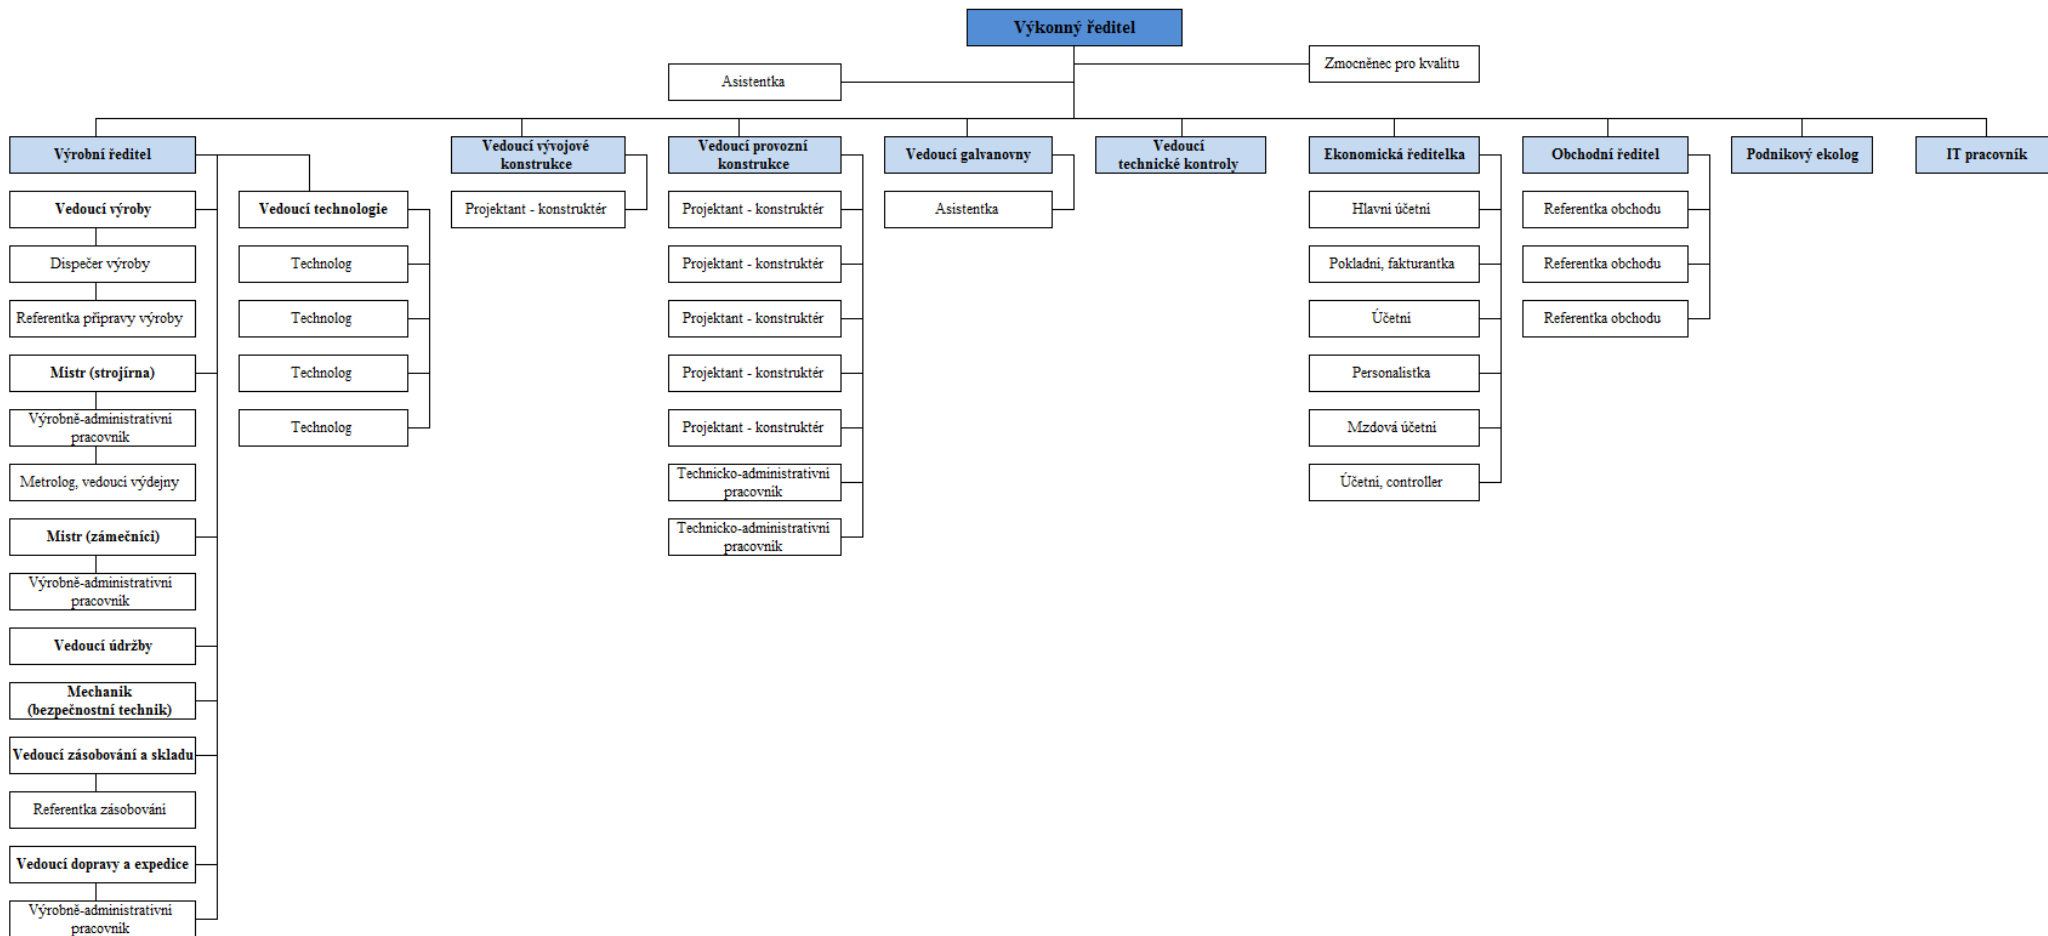 Výkonný ředitel
Zmocněnec pro kvalitu
Asistentka
Výrobní ředitel
Vedoucí výroby
Dispečer výroby
Referentka přípravy výroby
Mistr (strojírna)
Výrobně-administrativní
pracovník
Metrolog, vedoucí výdejny
Mistr (zámečníci)
Výrobně-administrativní
pracovník
Vedoucí údržby
Mechanik
(bezpečnostní technik)
Vedoucí zásobování a skladu
Referentka zásobování
Vedoucí dopravy a expedice
Výrobně-administrativní
pracovník
Vedoucí technologie
Technolog
Technolog
Technolog
Technolog
Vedoucí vývojové
konstrukce
Projektant - konstruktér
Vedoucí provozní
konstrukce
Projektant - konstruktér
Projektant - konstruktér
Projektant - konstruktér
Projektant - konstruktér
Projektant - konstruktér
Technicko-administrativní
pracovník
Technicko-administrativní
pracovník
Vedoucí galvanovny
Asistentka
Vedoucí
technické kontroly
Ekonomická ředitelka
Hlavní účetní
Pokladní, fakturantka
Účetní
Personalistka
Mzdová účetní
Účetní, controller
Obchodní ředitel
Referentka obchodu
Referentka obchodu
Referentka obchodu
Podnikový ekolog
IT pracovník